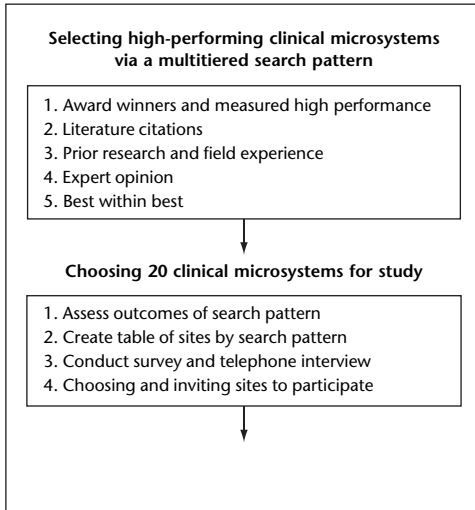 Selecting high-performing clinical microsystems
via a multitiered search pattern
1. Award winners and measured high performance
2. Literature citations
3. Prior research and field experience
4. Expert opinion
5. Best within best
Choosing 20 clinical microsystems for study
1. Assess outcomes of search pattern
2. Create table of sites by search pattern
3. Conduct survey and telephone interview
4. Choosing and inviting sites to participate